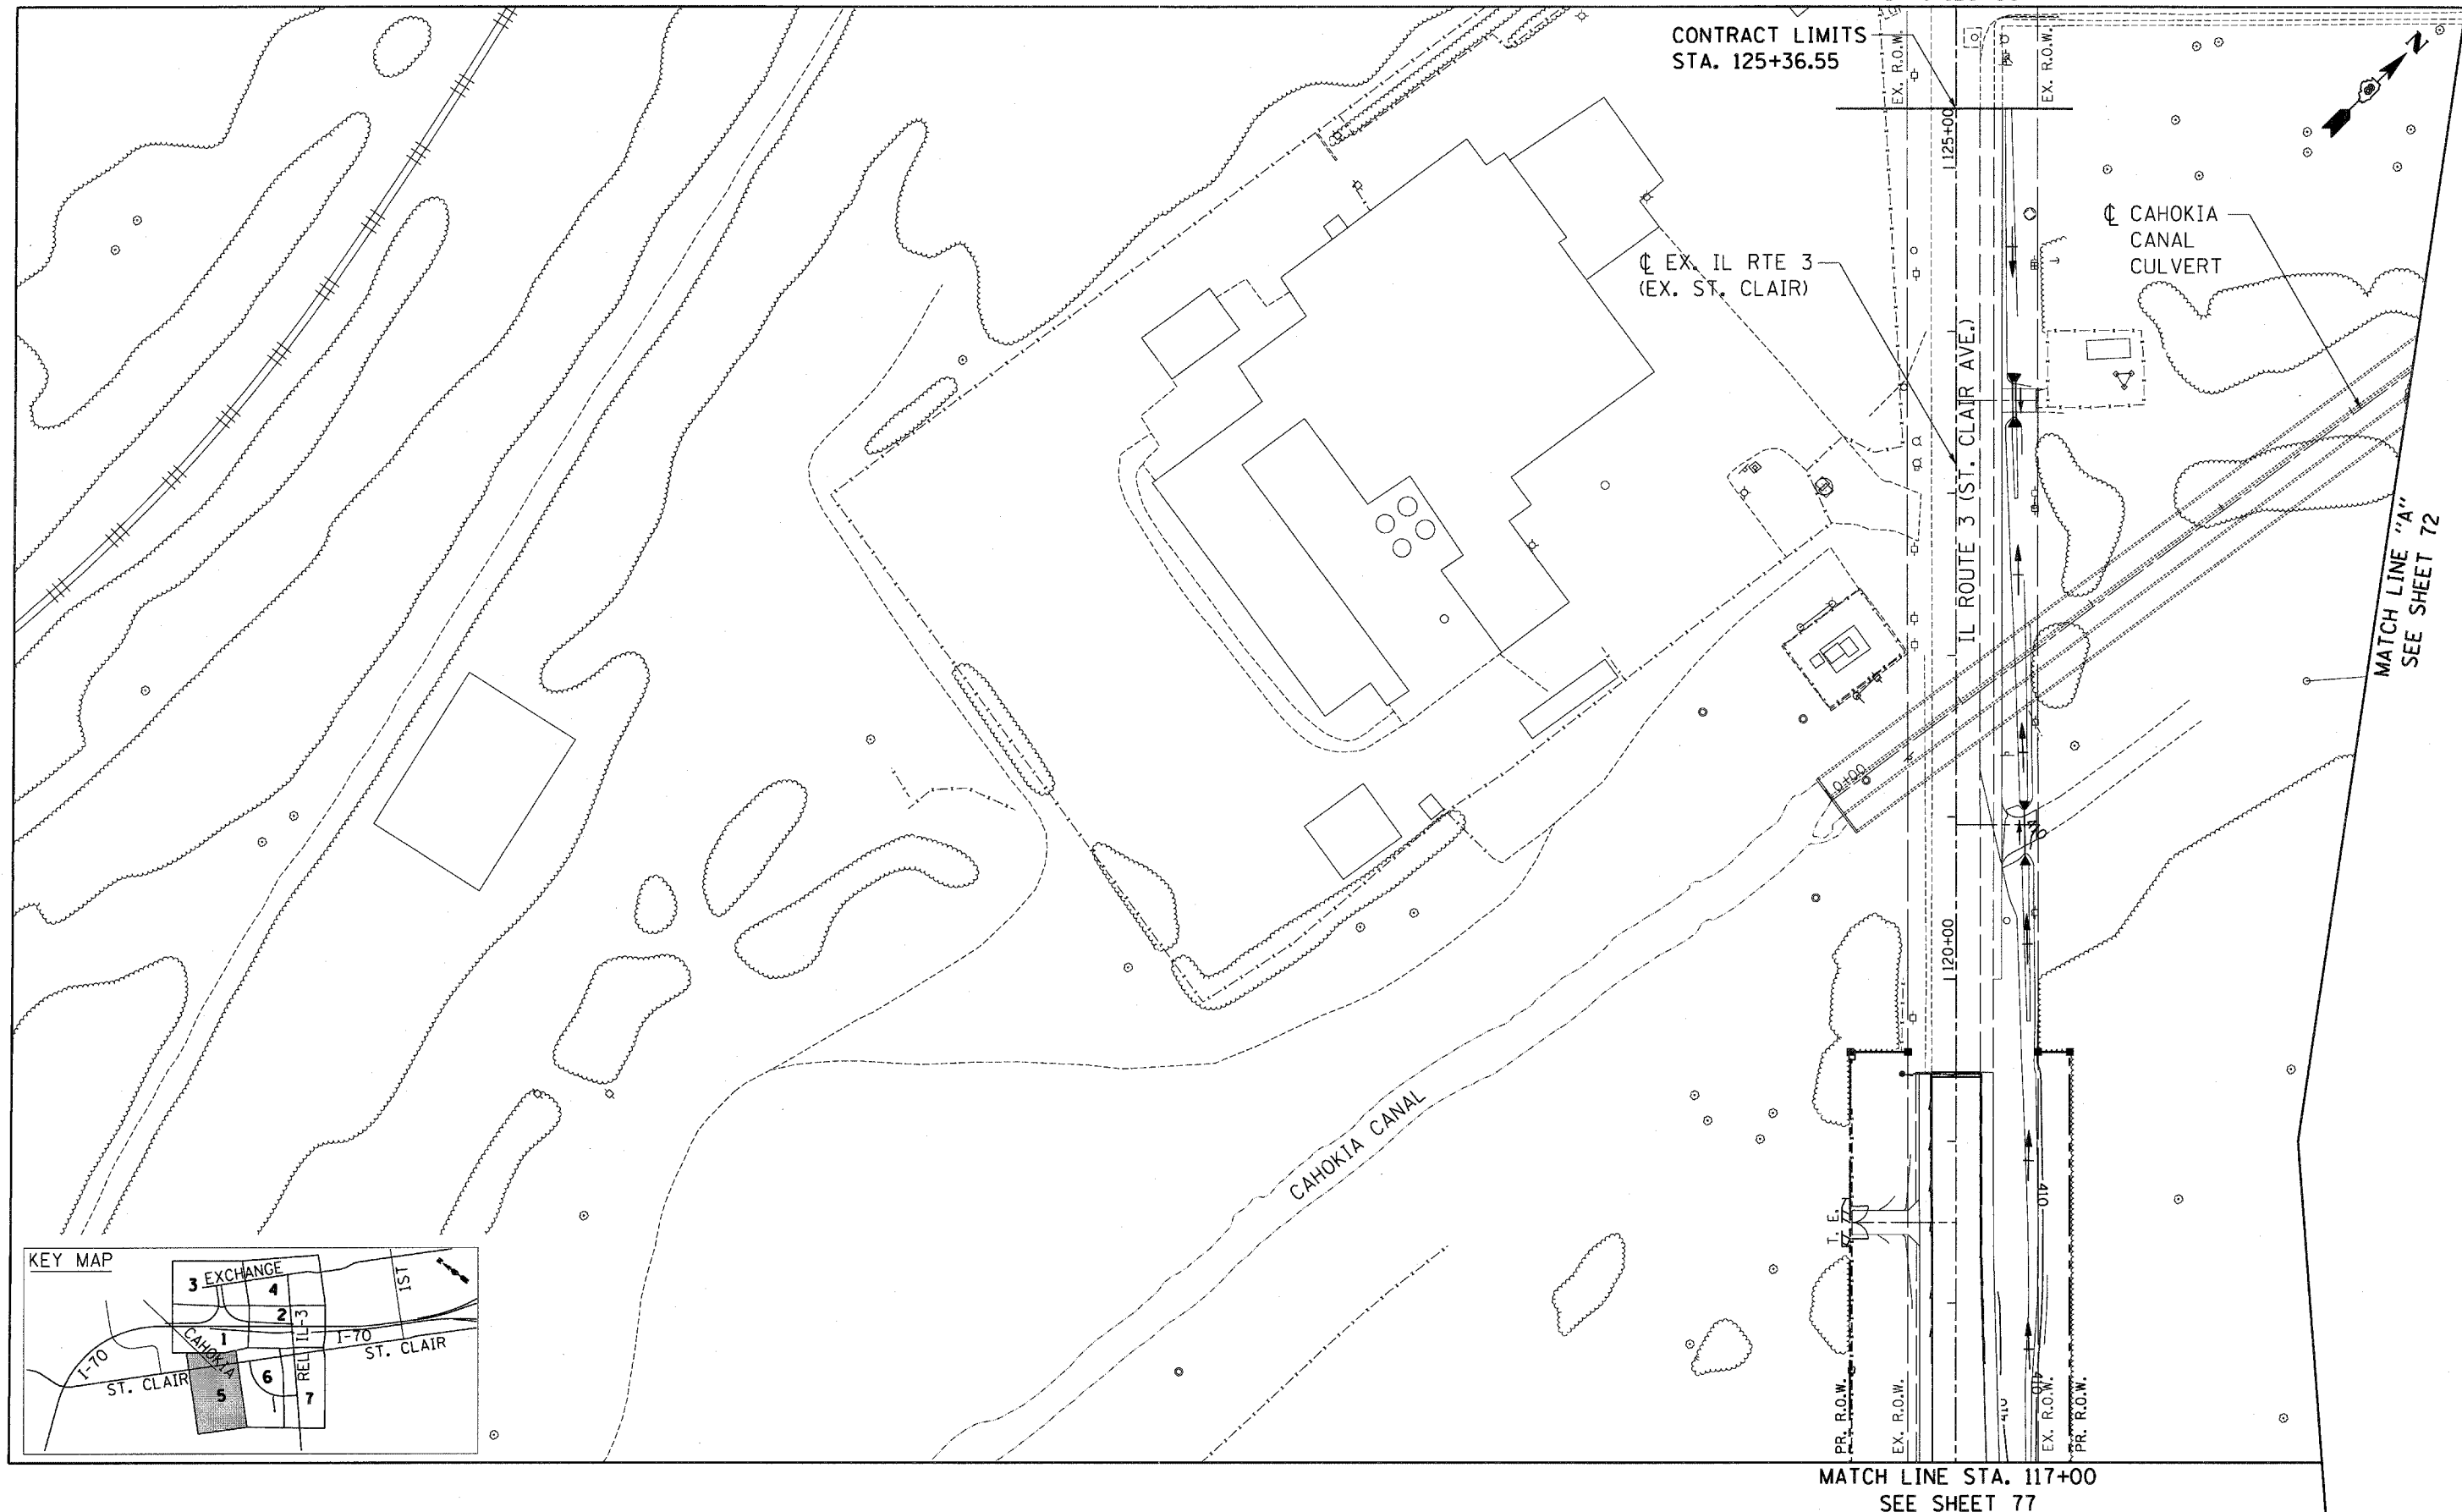 CONTRACT LIMITS
STA. 125+36.55
EX. R.O.W.
EX. R.O.W.
N
125+00
℄ CAHOKIA
CANAL
CULVERT
℄ EX. IL RTE 3
(EX. ST. CLAIR)
IL ROUTE 3 (ST. CLAIR AVE.)
MATCH LINE "A"
SEE SHEET 72
0+00
410
120+00
CAHOKIA CANAL
T. E.
410
410
410
PR. R.O.W.
EX. R.O.W.
EX. R.O.W.
PR. R.O.W.
MATCH LINE STA. 117+00
SEE SHEET 77
KEY MAP
3 EXCHANGE
4
1ST
2
REL IL-3
1
I-70
CAHOKIA
ST. CLAIR
I-70
ST. CLAIR
5
6
7